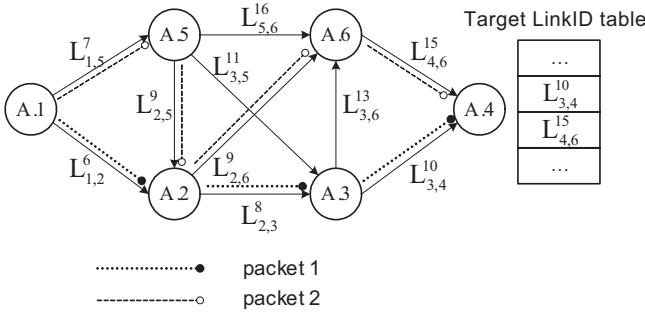 Target LinkID table
A.5
A.6
A.1
A.4
A.2
A.3
L^7_{1,5}
L^16_{5,6}
L^15_{4,6}
L^11_{3,5}
L^9_{2,5}
L^13_{3,6}
L^6_{1,2}
L^9_{2,6}
L^10_{3,4}
L^8_{2,3}
...
L^10_{3,4}
L^15_{4,6}
...
packet 1
packet 2